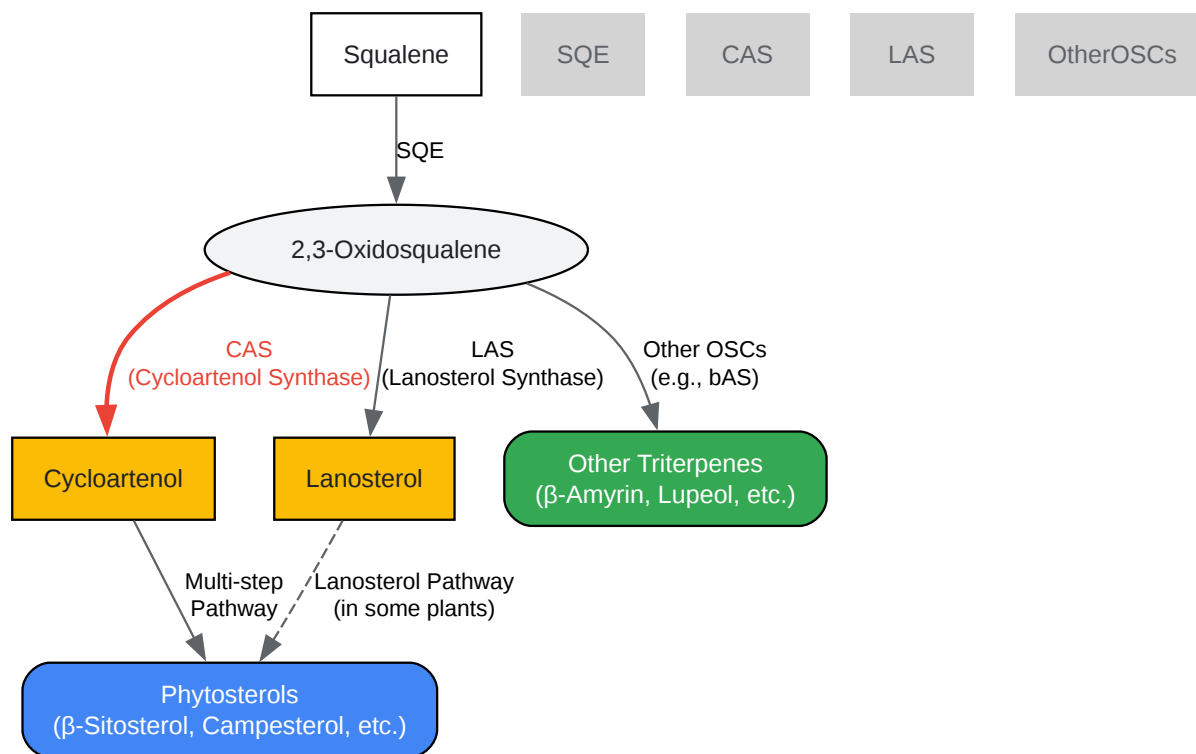 Squalene
SQE
CAS
LAS
OtherOSCs
SQE
2,3-Oxidosqualene
CAS
(Cycloartenol Synthase)
LAS
(Lanosterol Synthase)
Other OSCs
(e.g., bAS)
Cycloartenol
Lanosterol
Other Triterpenes
(β-Amyrin, Lupeol, etc.)
Multi-step
Pathway
Lanosterol Pathway
(in some plants)
Phytosterols
(β-Sitosterol, Campesterol, etc.)